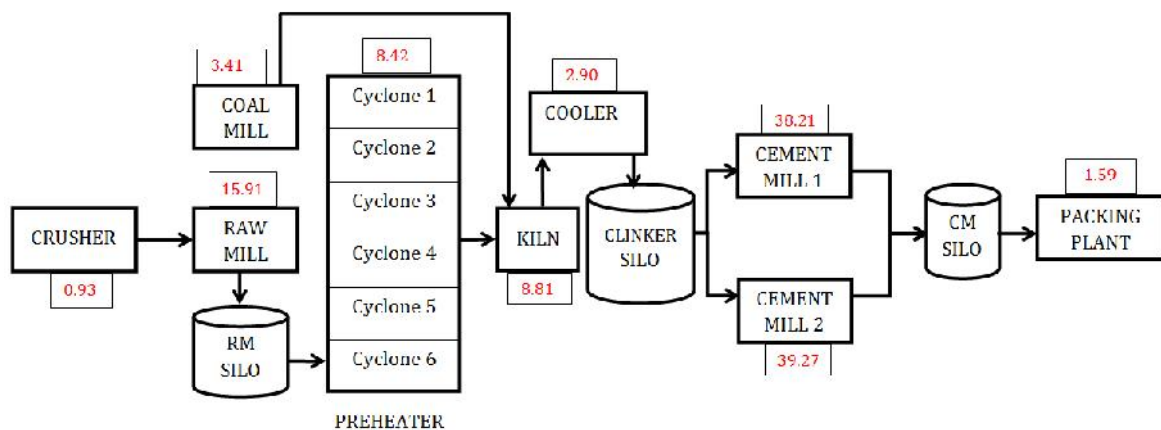 8.42
3.41
COAL
MILL
2.90
COOLER
Cyclone 1
Cyclone 2
Cyclone 3
Cyclone 4
Cyclone 5
Cyclone 6
PREHEATER
CRUSHER
0.93
15.91
RAW
MILL
RM
SILO
KILN
8.81
CLINKER
SILO
38.21
CEMENT
MILL 1
CEMENT
MILL 2
39.27
CM
SILO
1.59
PACKING
PLANT